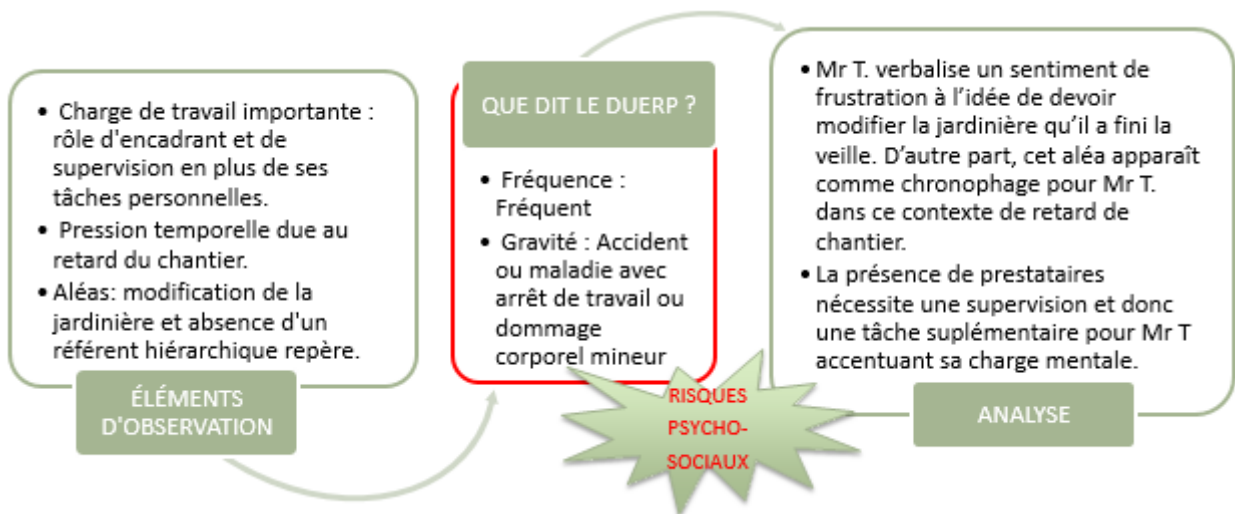 • Charge de travail importante :
rôle d'encadrant et de
supervision en plus de ses
tâches personnelles.
• Pression temporelle due au
retard du chantier.
• Aléas: modification de la
jardinière et absence d'un
référent hiérarchique repère.
ÉLÉMENTS
D'OBSERVATION
QUE DIT LE DUERP ?
• Fréquence :
Fréquent
• Gravité : Accident
ou maladie avec
arrêt de travail ou
dommage
corporel mineur
RISQUES
PSYCHO-
SOCIAUX
• Mr T. verbalise un sentiment de
frustration à l’idée de devoir
modifier la jardinière qu’il a fini la
veille. D’autre part, cet aléa apparaît
comme chronophage pour Mr T.
dans ce contexte de retard de
chantier.
• La présence de prestataires
nécessite une supervision et donc
une tâche suplémentaire pour Mr T
accentuant sa charge mentale.
ANALYSE